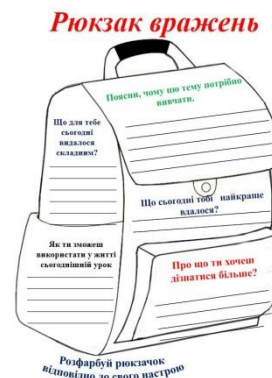 Рюкзак вражень
Поясни, чому цю тему потрібно
вивчати.
Що для тебе
сьогодні
видалося
складним?
Що сьогодні тобі найкраще
вдалося?
Як ти зможеш
використати у житті
сьогоднішній урок
Про що ти хочеш
дізнатися більше?
Розфарбуй рюкзачок
відповідно до свого настрою